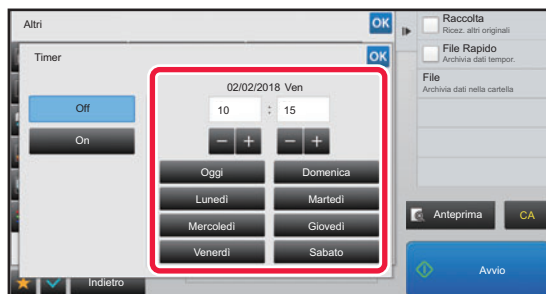 Altri
OK
Timer
OK
02/02/2018 Ven
10 : 15
Off
On
Oggi
Domenica
Lunedì
Martedì
Mercoledì
Giovedì
Venerdì
Sabato
Indietro
Raccolta
Ricez. altri originali
File Rapido
Archivia dati tempor.
File
Archivia dati nella cartella
Anteprima
CA
Avvio